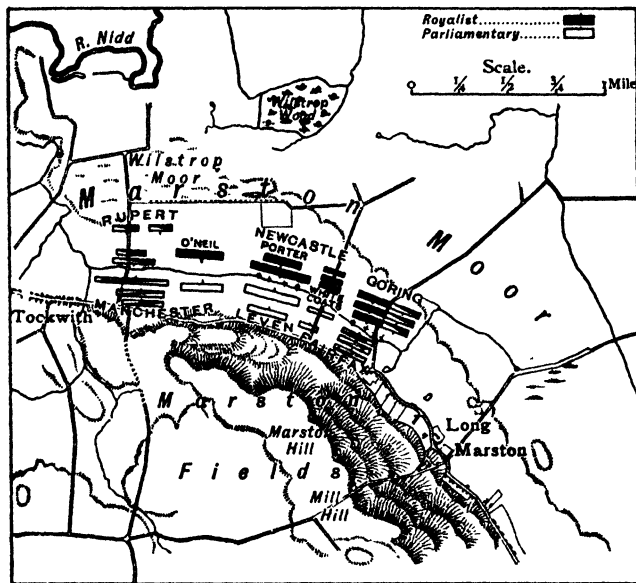 Royalist
Parliamentary
Scale.
0 ¼ ½ ¾ 1 Mile
R. Nidd
Wilstrop
Wood
Wilstrop
Moor
Marston Moor
RUPERT
O'NEIL
NEWCASTLE
PORTER
WHITE
COATS
GORING
Tockwith
MANCHESTER
LEVEN
Long
Marston
Marston
Fields
Marston
Hill
Mill
Hill